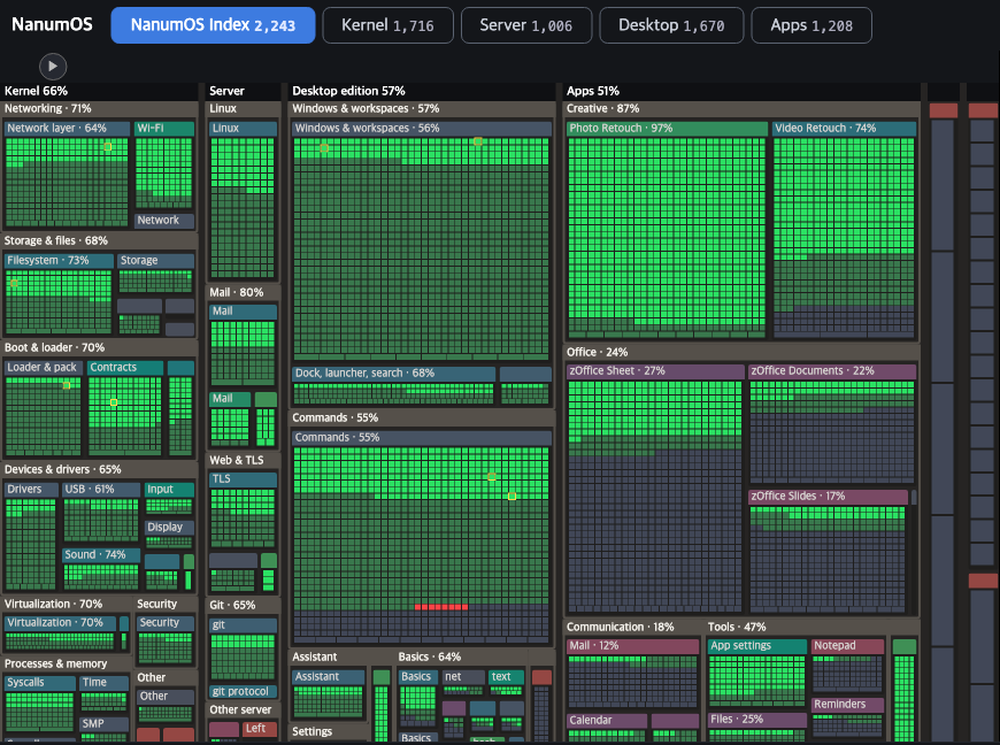 NanumOS
NanumOS Index 2,243
Kernel 1,716
Server 1,006
Desktop 1,670
Apps 1,208
Kernel 66%
Networking · 71%
Network layer · 64%
Wi-Fi
Network
Storage & files · 68%
Filesystem · 73%
Storage
Boot & loader · 70%
Loader & pack
Contracts
Devices & drivers · 65%
Drivers
USB · 61%
Input
Display
Sound · 74%
Virtualization · 70%
Security
Virtualization · 70%
Security
Processes & memory
Other
Syscalls
Time
Other
SMP
Server
Linux
Linux
Mail · 80%
Mail
Mail
Web & TLS
TLS
Git · 65%
git
git protocol
Other server
Left
Desktop edition 57%
Windows & workspaces · 57%
Windows & workspaces · 56%
Dock, launcher, search · 68%
Commands · 55%
Commands · 55%
Assistant
Basics · 64%
Assistant
Basics
net
text
Settings
Basics
Apps 51%
Creative · 87%
Photo Retouch · 97%
Video Retouch · 74%
Office · 24%
zOffice Sheet · 27%
zOffice Documents · 22%
zOffice Slides · 17%
Communication · 18%
Tools · 47%
Mail · 12%
App settings
Notepad
Reminders
Calendar
Files · 25%